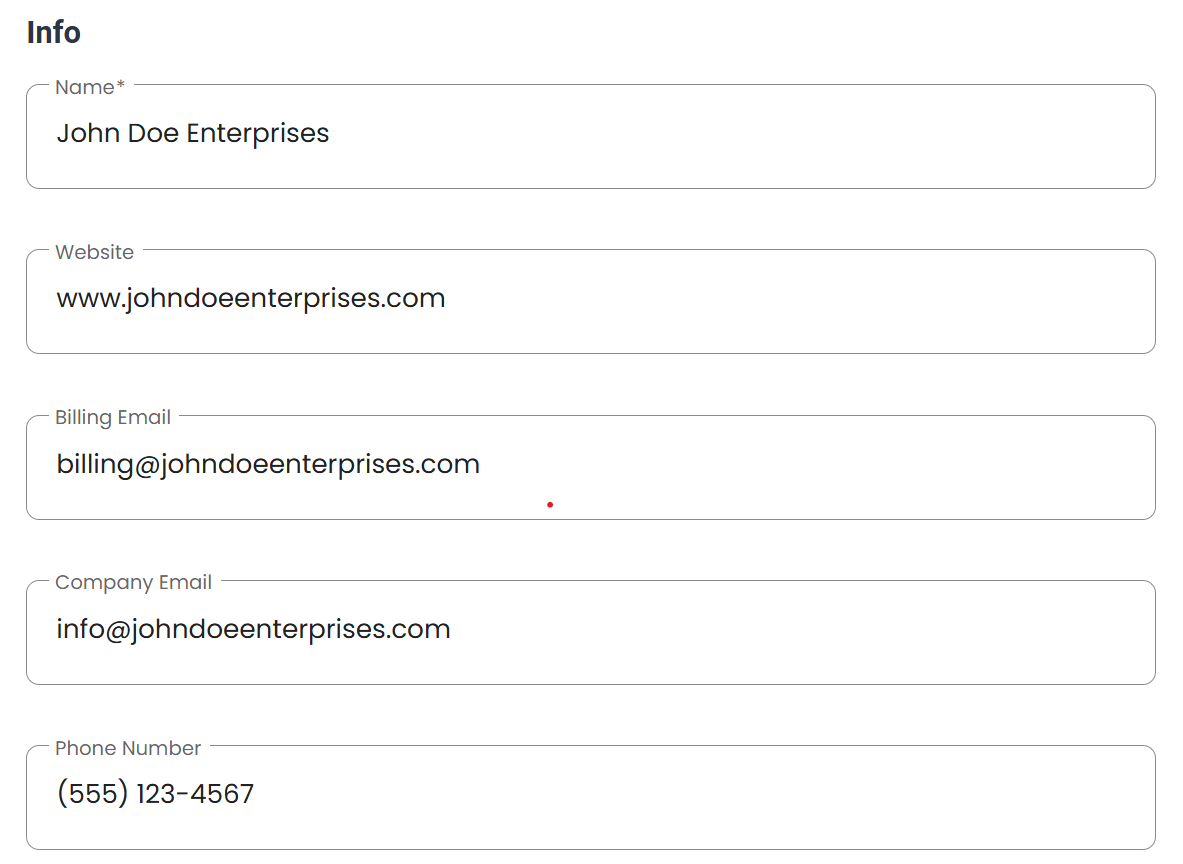 Info
Name*
John Doe Enterprises
Website
www.johndoeenterprises.com
Billing Email
billing@johndoeenterprises.com
Company Email
info@johndoeenterprises.com
Phone Number
(555) 123-4567